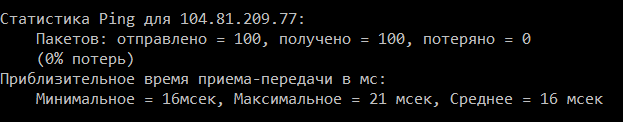 Статистика Ping для 104.81.209.77:
Пакетов: отправлено = 100, получено = 100, потеряно = 0
(0% потерь)
Приблизительное время приема-передачи в мс:
Минимальное = 16мсек, Максимальное = 21 мсек, Среднее = 16 мсек